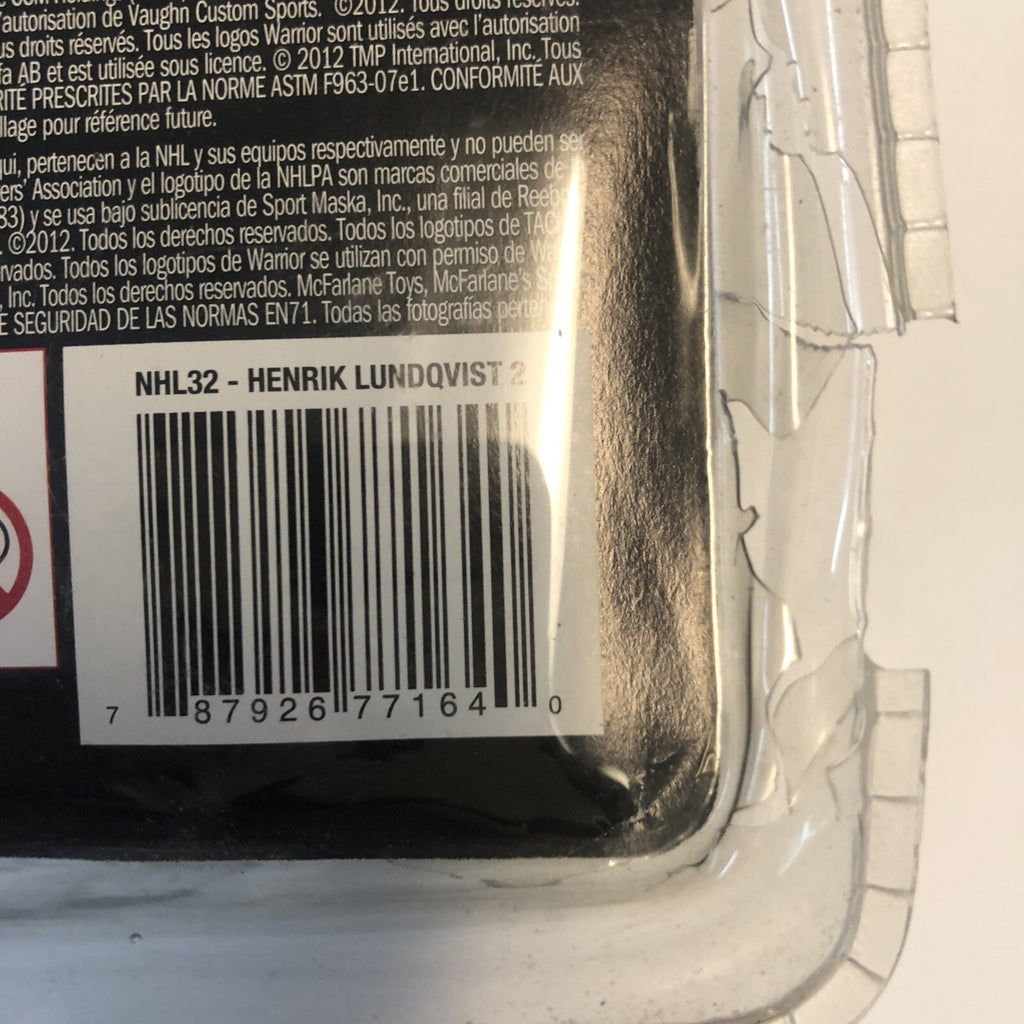 l'autorisation de Vaughn Custom Sports. ©2012. Tous droits réservés.
us droits réservés. Tous les logos Warrior sont utilisés avec l'autorisation
fa AB et est utilisée sous licence. © 2012 TMP International, Inc. Tous
RITÉ PRESCRITES PAR LA NORME ASTM F963-07e1. CONFORMITÉ AUX
llage pour référence future.
qui, pertenecen a la NHL y sus equipos respectivamente y no pueden ser
ers' Association y el logotipo de la NHLPA son marcas comerciales de
83) y se usa bajo sublicencia de Sport Maska, Inc., una filial de Reebo
. ©2012. Todos los derechos reservados. Todos los logotipos de TAC
rvados. Todos los logotipos de Warrior se utilizan con permiso de Wa
, Inc. Todos los derechos reservados. McFarlane Toys, McFarlane's S
E SEGURIDAD DE LAS NORMAS EN71. Todas las fotografías perten
NHL32 - HENRIK LUNDQVIST 2
7 87926 77164 0